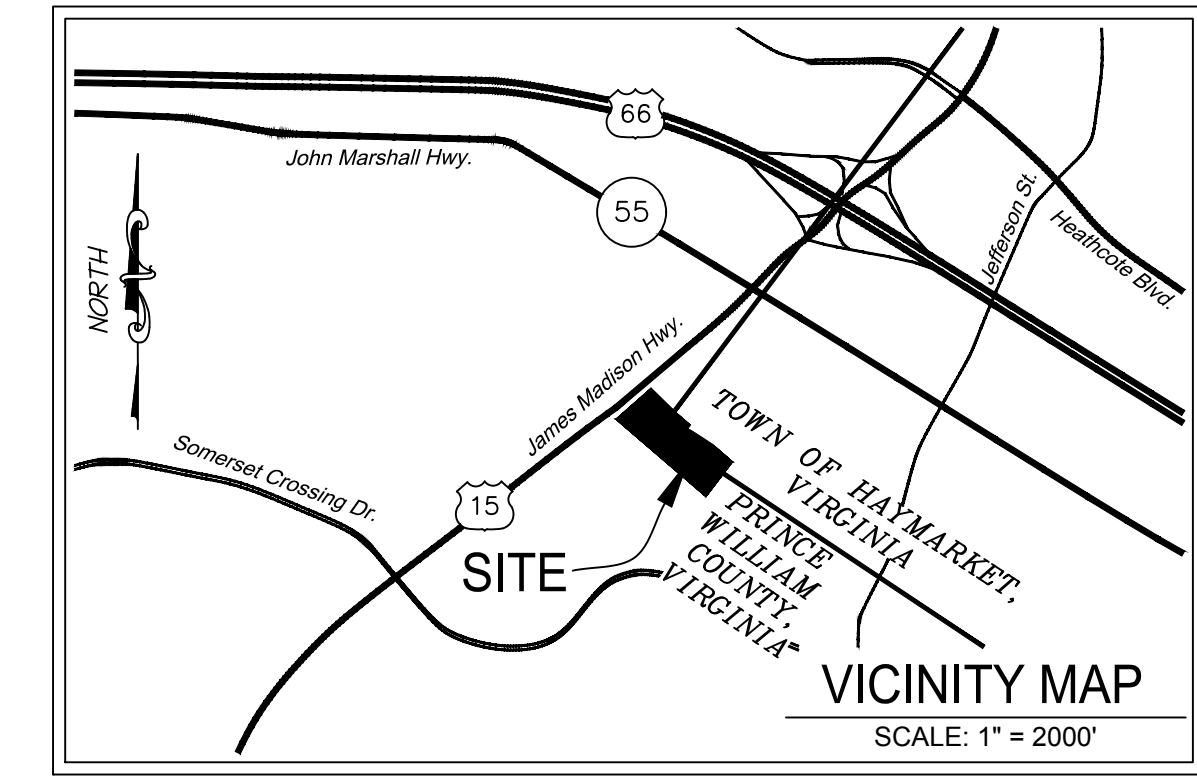 66
John Marshall Hwy.
55
Jefferson St.
Heathcote Blvd.
NORTH
James Madison Hwy.
Somerset Crossing Dr.
15
TOWN OF HAYMARKET,
VIRGINIA
PRINCE
WILLIAM
COUNTY,
VIRGINIA
SITE
VICINITY MAP
SCALE: 1" = 2000'